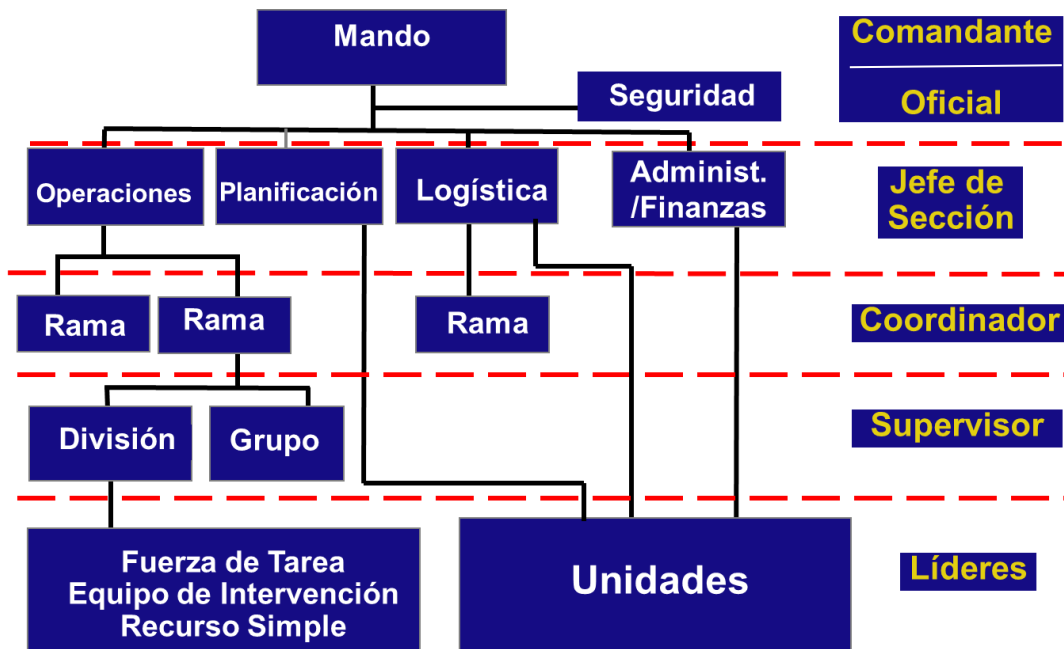 Mando
Comandante
Oficial
Seguridad
Operaciones
Planificación
Logística
Administ.
/Finanzas
Jefe de
Sección
Rama
Rama
Rama
Coordinador
División
Grupo
Supervisor
Fuerza de Tarea
Equipo de Intervención
Recurso Simple
Unidades
Líderes